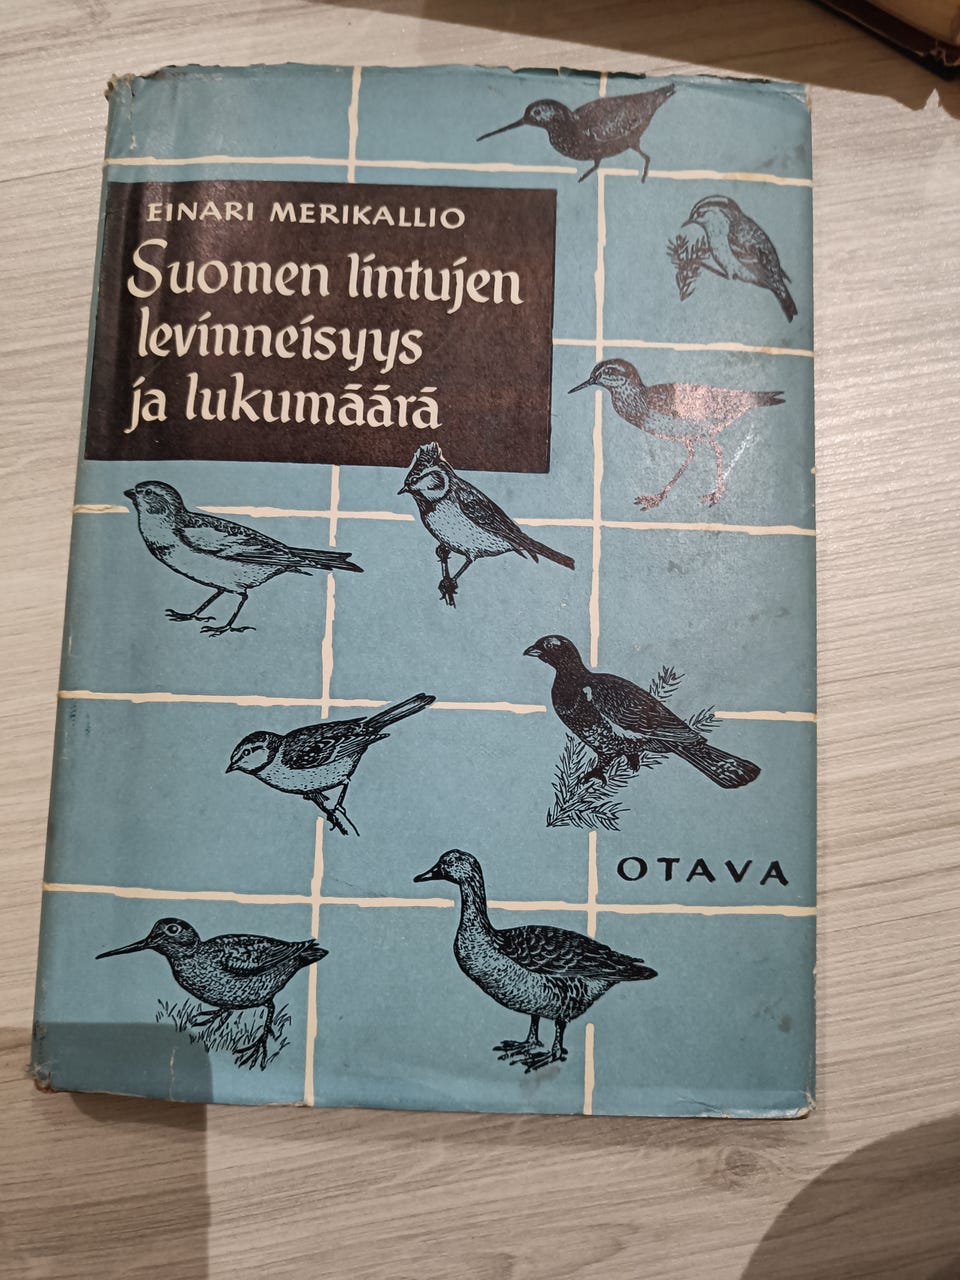 EINARI MERIKALLIO
Suomen lintujen
levinneisyys
ja lukumäärä
OTAVA